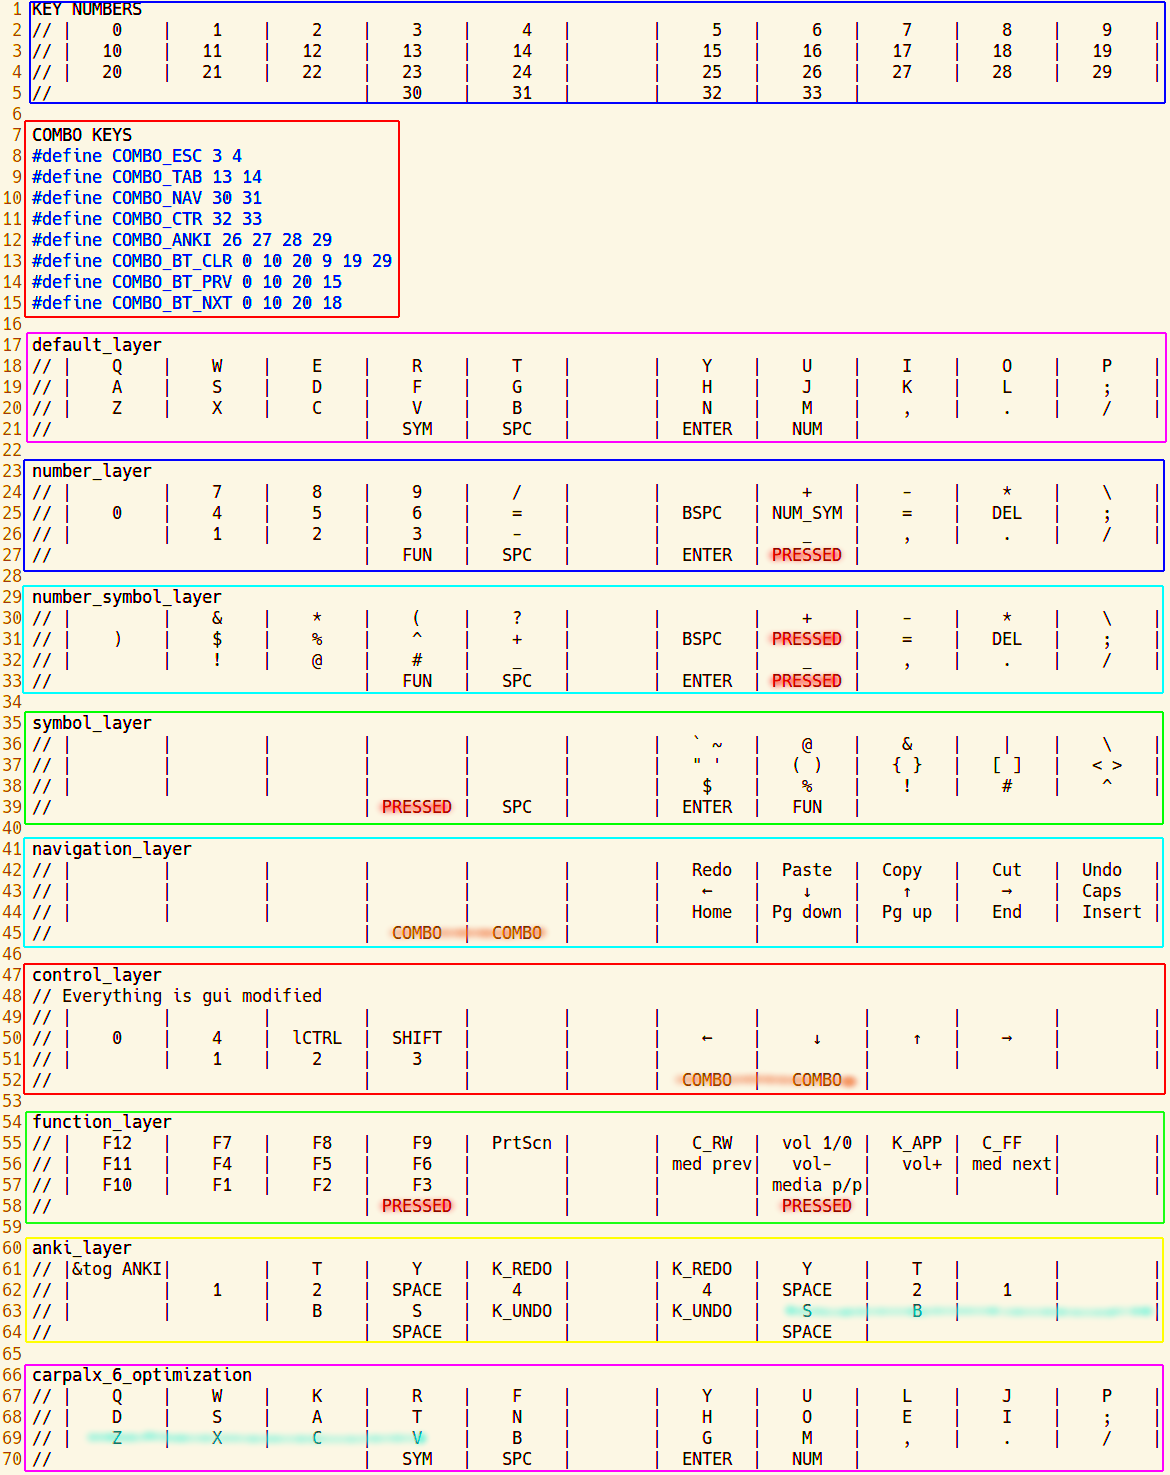 1 KEY NUMBERS
2 // | 0 | 1 | 2 | 3 | 4 | | 5 | 6 | 7 | 8 | 9 |
3 // | 10 | 11 | 12 | 13 | 14 | | 15 | 16 | 17 | 18 | 19 |
4 // | 20 | 21 | 22 | 23 | 24 | | 25 | 26 | 27 | 28 | 29 |
5 // | 30 | 31 | | 32 | 33 |
6
7 COMBO KEYS
8 #define COMBO_ESC 3 4
9 #define COMBO_TAB 13 14
10 #define COMBO_NAV 30 31
11 #define COMBO_CTR 32 33
12 #define COMBO_ANKI 26 27 28 29
13 #define COMBO_BT_CLR 0 10 20 9 19 29
14 #define COMBO_BT_PRV 0 10 20 15
15 #define COMBO_BT_NXT 0 10 20 18
16
17 default_layer
18 // | Q | W | E | R | T | | Y | U | I | O | P |
19 // | A | S | D | F | G | | H | J | K | L | ; |
20 // | Z | X | C | V | B | | N | M | , | . | / |
21 // | SYM | SPC | | ENTER | NUM |
22
23 number_layer
24 // | | 7 | 8 | 9 | / | | | + | - | * | \ |
25 // | 0 | 4 | 5 | 6 | = | | BSPC | NUM_SYM | = | DEL | ; |
26 // | | 1 | 2 | 3 | - | | | _ | , | . | / |
27 // | FUN | SPC | | ENTER | PRESSED |
28
29 number_symbol_layer
30 // | | & | * | ( | ? | | | + | - | * | \ |
31 // | ) | $ | % | ^ | + | | BSPC | PRESSED | = | DEL | ; |
32 // | | ! | @ | # | _ | | | _ | , | . | / |
33 // | FUN | SPC | | ENTER | PRESSED |
34
35 symbol_layer
36 // | | | | | | | ` ~ | @ | & | | | \ |
37 // | | | | | | | " ' | ( ) | { } | [ ] | < > |
38 // | | | | | | | $ | % | ! | # | ^ |
39 // | PRESSED | SPC | | ENTER | FUN |
40
41 navigation_layer
42 // | | | | | | | Redo | Paste | Copy | Cut | Undo |
43 // | | | | | | | ← | ↓ | ↑ | → | Caps |
44 // | | | | | | | Home | Pg down | Pg up | End | Insert |
45 // | COMBO | COMBO | | | |
46
47 control_layer
48 // Everything is gui modified
49 // | | | | | | | | | | | |
50 // | 0 | 4 | lCTRL | SHIFT | | | ← | ↓ | ↑ | → | |
51 // | | 1 | 2 | 3 | | | | | | | |
52 // | | | | COMBO | COMBO |
53
54 function_layer
55 // | F12 | F7 | F8 | F9 | PrtScn | | C_RW | vol 1/0 | K_APP | C_FF | |
56 // | F11 | F4 | F5 | F6 | | | med prev| vol- | vol+ | med next| |
57 // | F10 | F1 | F2 | F3 | | | | media p/p| | | |
58 // | PRESSED | | | | PRESSED |
59
60 anki_layer
61 // |&tog ANKI| | T | Y | K_REDO | | K_REDO | Y | T | | |
62 // | | 1 | 2 | SPACE | 4 | | 4 | SPACE | 2 | 1 | |
63 // | | | B | S | K_UNDO | | K_UNDO | S | B | | |
64 // | SPACE | | | | SPACE |
65
66 carpalx_6_optimization
67 // | Q | W | K | R | F | | Y | U | L | J | P |
68 // | D | S | A | T | N | | H | O | E | I | ; |
69 // | Z | X | C | V | B | | G | M | , | . | / |
70 // | SYM | SPC | | ENTER | NUM |